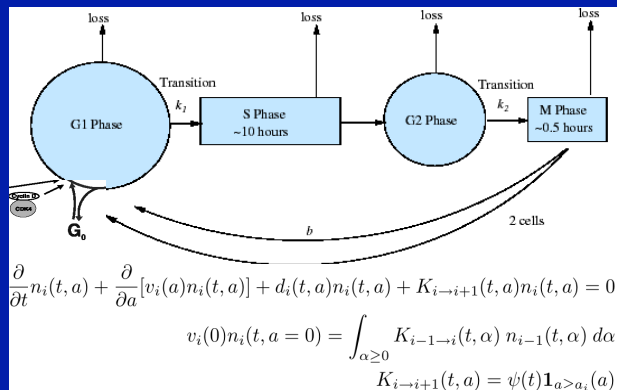 loss
loss
loss
loss
Transition
k₁
Transition
k₂
G1 Phase
S Phase
~10 hours
G2 Phase
M Phase
~0.5 hours
Cyclin D
CDK4
G₀
b
2 cells
∂/∂t n_i(t, a) + ∂/∂a [v_i(a)n_i(t, a)] + d_i(t, a)n_i(t, a) + K_{i→i+1}(t, a)n_i(t, a) = 0
v_i(0)n_i(t, a = 0) = ∫_{α≥0} K_{i−1→i}(t, α) n_{i−1}(t, α) dα
K_{i→i+1}(t, a) = ψ(t)𝟏_{a>a_i}(a)